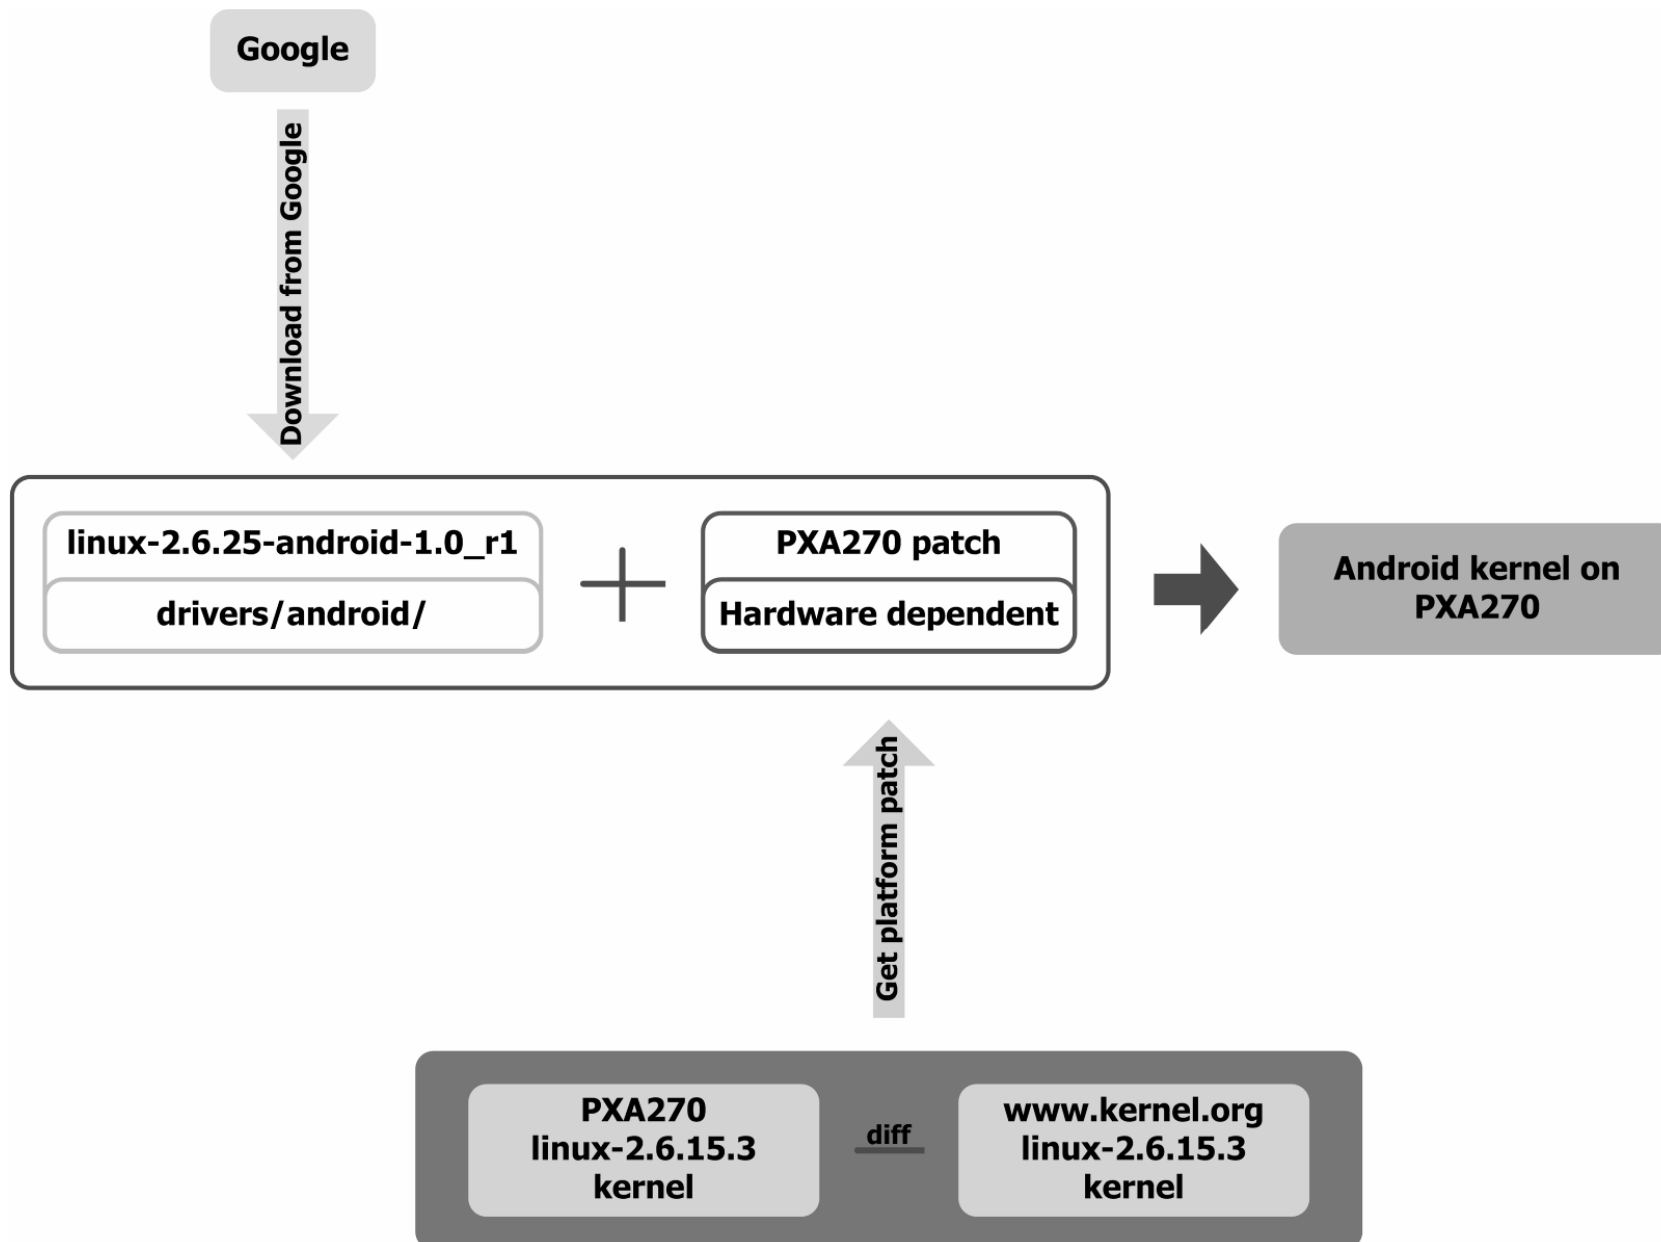 Google
Download from Google
linux-2.6.25-android-1.0_r1
drivers/android/
PXA270 patch
Hardware dependent
Android kernel on
PXA270
Get platform patch
PXA270
linux-2.6.15.3
kernel
diff
www.kernel.org
linux-2.6.15.3
kernel